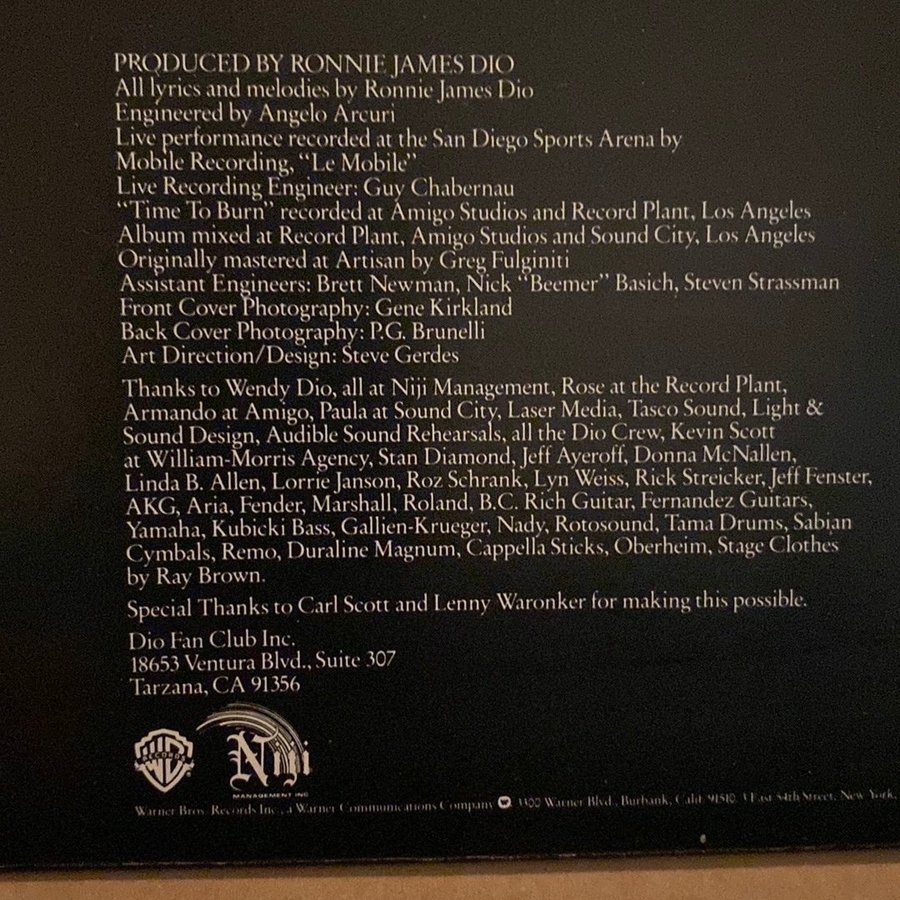 PRODUCED BY RONNIE JAMES DIO
All lyrics and melodies by Ronnie James Dio
Engineered by Angelo Arcuri
Live performance recorded at the San Diego Sports Arena by
Mobile Recording, “Le Mobile”
Live Recording Engineer: Guy Chabernau
“Time To Burn” recorded at Amigo Studios and Record Plant, Los Angeles
Album mixed at Record Plant, Amigo Studios and Sound City, Los Angeles
Originally mastered at Artisan by Greg Fulginiti
Assistant Engineers: Brett Newman, Nick “Beemer” Basich, Steven Strassman
Front Cover Photography: Gene Kirkland
Back Cover Photography: P.G. Brunelli
Art Direction/Design: Steve Gerdes
Thanks to Wendy Dio, all at Niji Management, Rose at the Record Plant,
Armando at Amigo, Paula at Sound City, Laser Media, Tasco Sound, Light &
Sound Design, Audible Sound Rehearsals, all the Dio Crew, Kevin Scott
at William-Morris Agency, Stan Diamond, Jeff Ayeroff, Donna McNallen,
Linda B. Allen, Lorrie Janson, Roz Schrank, Lyn Weiss, Rick Streicker, Jeff Fenster,
AKG, Aria, Fender, Marshall, Roland, B.C. Rich Guitar, Fernandez Guitars,
Yamaha, Kubicki Bass, Gallien-Krueger, Nady, Rotosound, Tama Drums, Sabian
Cymbals, Remo, Duraline Magnum, Cappella Sticks, Oberheim, Stage Clothes
by Ray Brown.
Special Thanks to Carl Scott and Lenny Waronker for making this possible.
Dio Fan Club Inc.
18653 Ventura Blvd., Suite 307
Tarzana, CA 91356
WB RECORDS
Niji
MANAGEMENT INC
Warner Bros. Records Inc., a Warner Communications Company 3300 Warner Blvd., Burbank, Calif. 91510. 3 East 54th Street, New York,